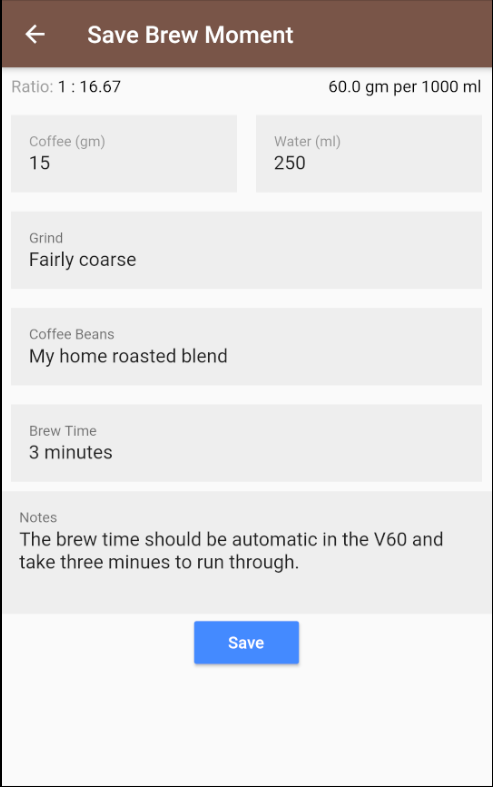 Save Brew Moment
Ratio: 1 : 16.67 60.0 gm per 1000 ml
Coffee (gm) Water (ml)
15 250
Grind
Fairly coarse
Coffee Beans
My home roasted blend
Brew Time
3 minutes
Notes
The brew time should be automatic in the V60 and
take three minues to run through.
Save